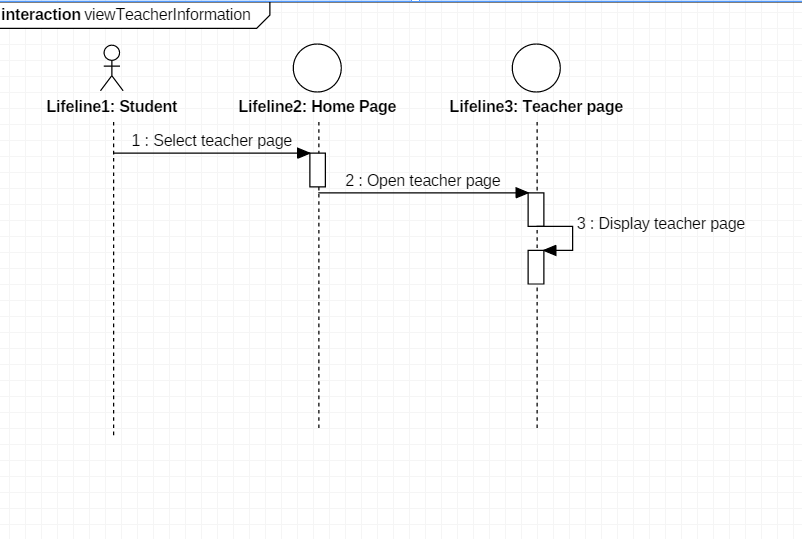 interaction viewTeacherInformation
Lifeline1: Student
Lifeline2: Home Page
Lifeline3: Teacher page
1 : Select teacher page
2 : Open teacher page
3 : Display teacher page